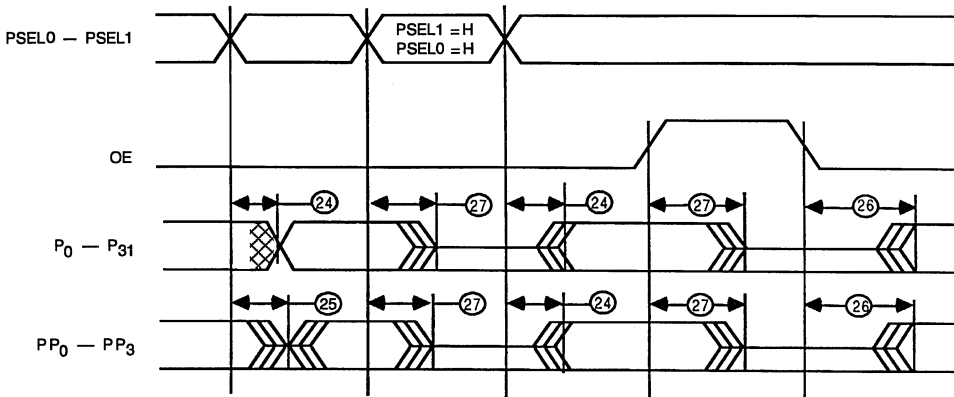 PSEL0 – PSEL1
PSEL1 = H
PSEL0 = H
OE
24 27 24 27 26
P0 – P31
25 27 24 27 26
PP0 – PP3